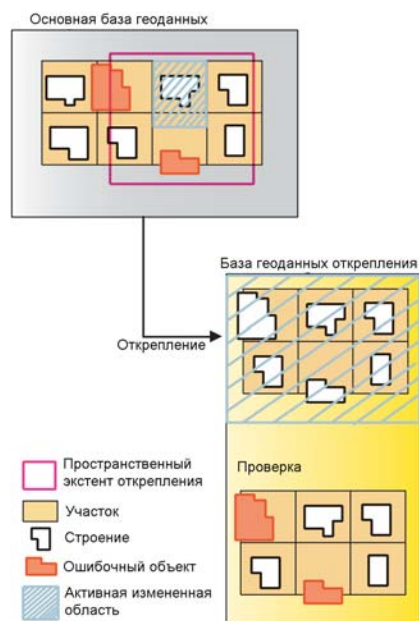 Основная база геоданных
База геоданных открепления
Открепление
Проверка
Пространственный
экстент открепления
Участок
Строение
Ошибочный объект
Активная измененная
область